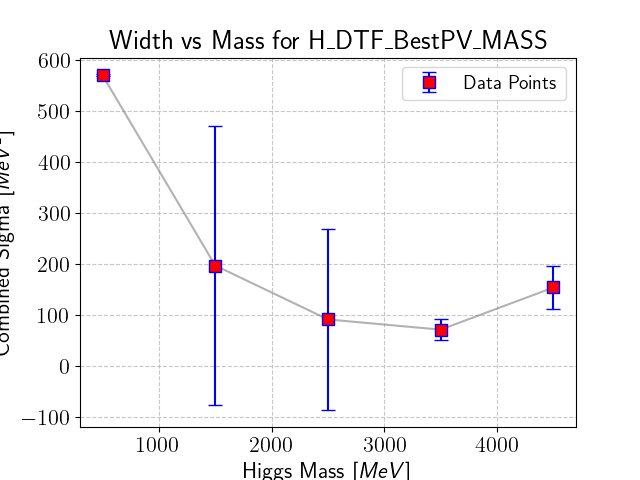 Width vs Mass for H_DTF_BestPV_MASS
600
500
400
300
200
100
0
−100
Combined Sigma [MeV
Data Points
1000 2000 3000 4000
Higgs Mass [MeV]